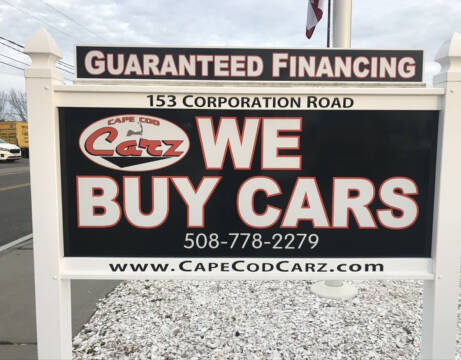 GUARANTEED FINANCING
153 CORPORATION ROAD
CAPE COD
Carz
WE
BUY CARS
508-778-2279
WWW.CAPECODCARZ.COM